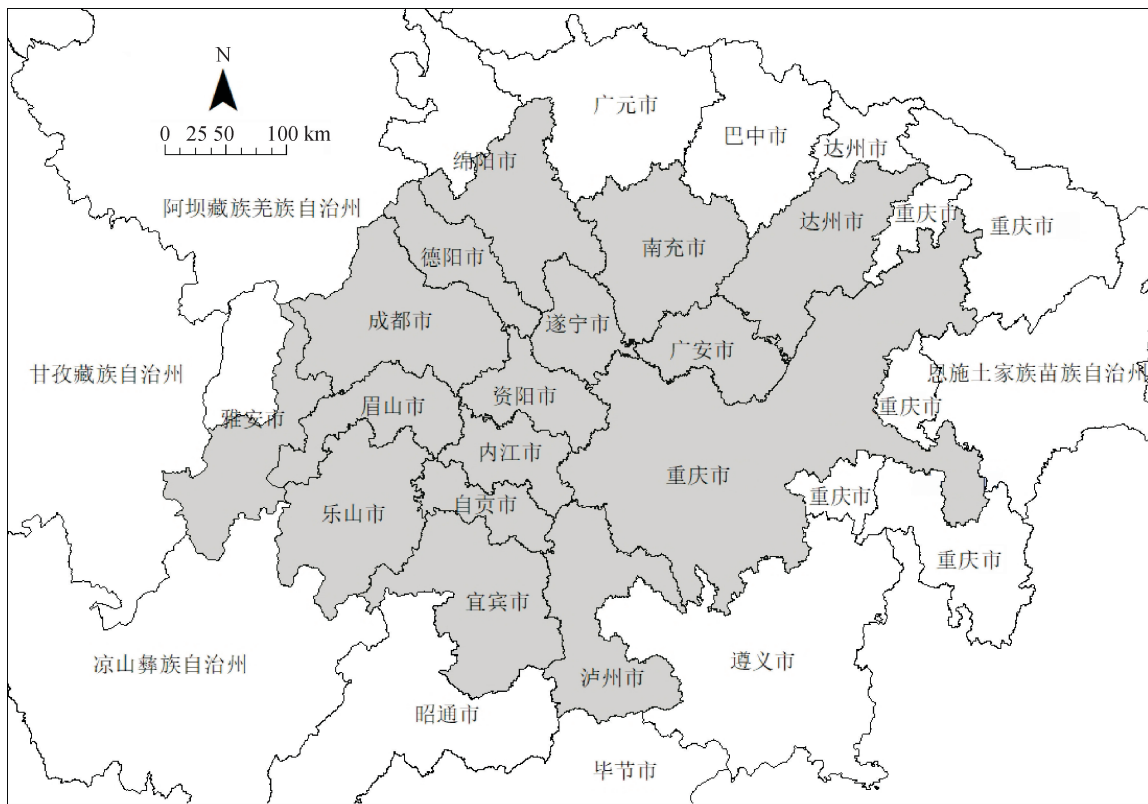 N
0 25 50 100 km
广元市
巴中市
达州市
绵阳市
阿坝藏族羌族自治州
达州市
重庆市
重庆市
德阳市
南充市
成都市
遂宁市
广安市
甘孜藏族自治州
恩施土家族苗族自治州
资阳市
眉山市
重庆市
雅安市
内江市
重庆市
自贡市
重庆市
乐山市
重庆市
宜宾市
凉山彝族自治州
遵义市
泸州市
昭通市
毕节市